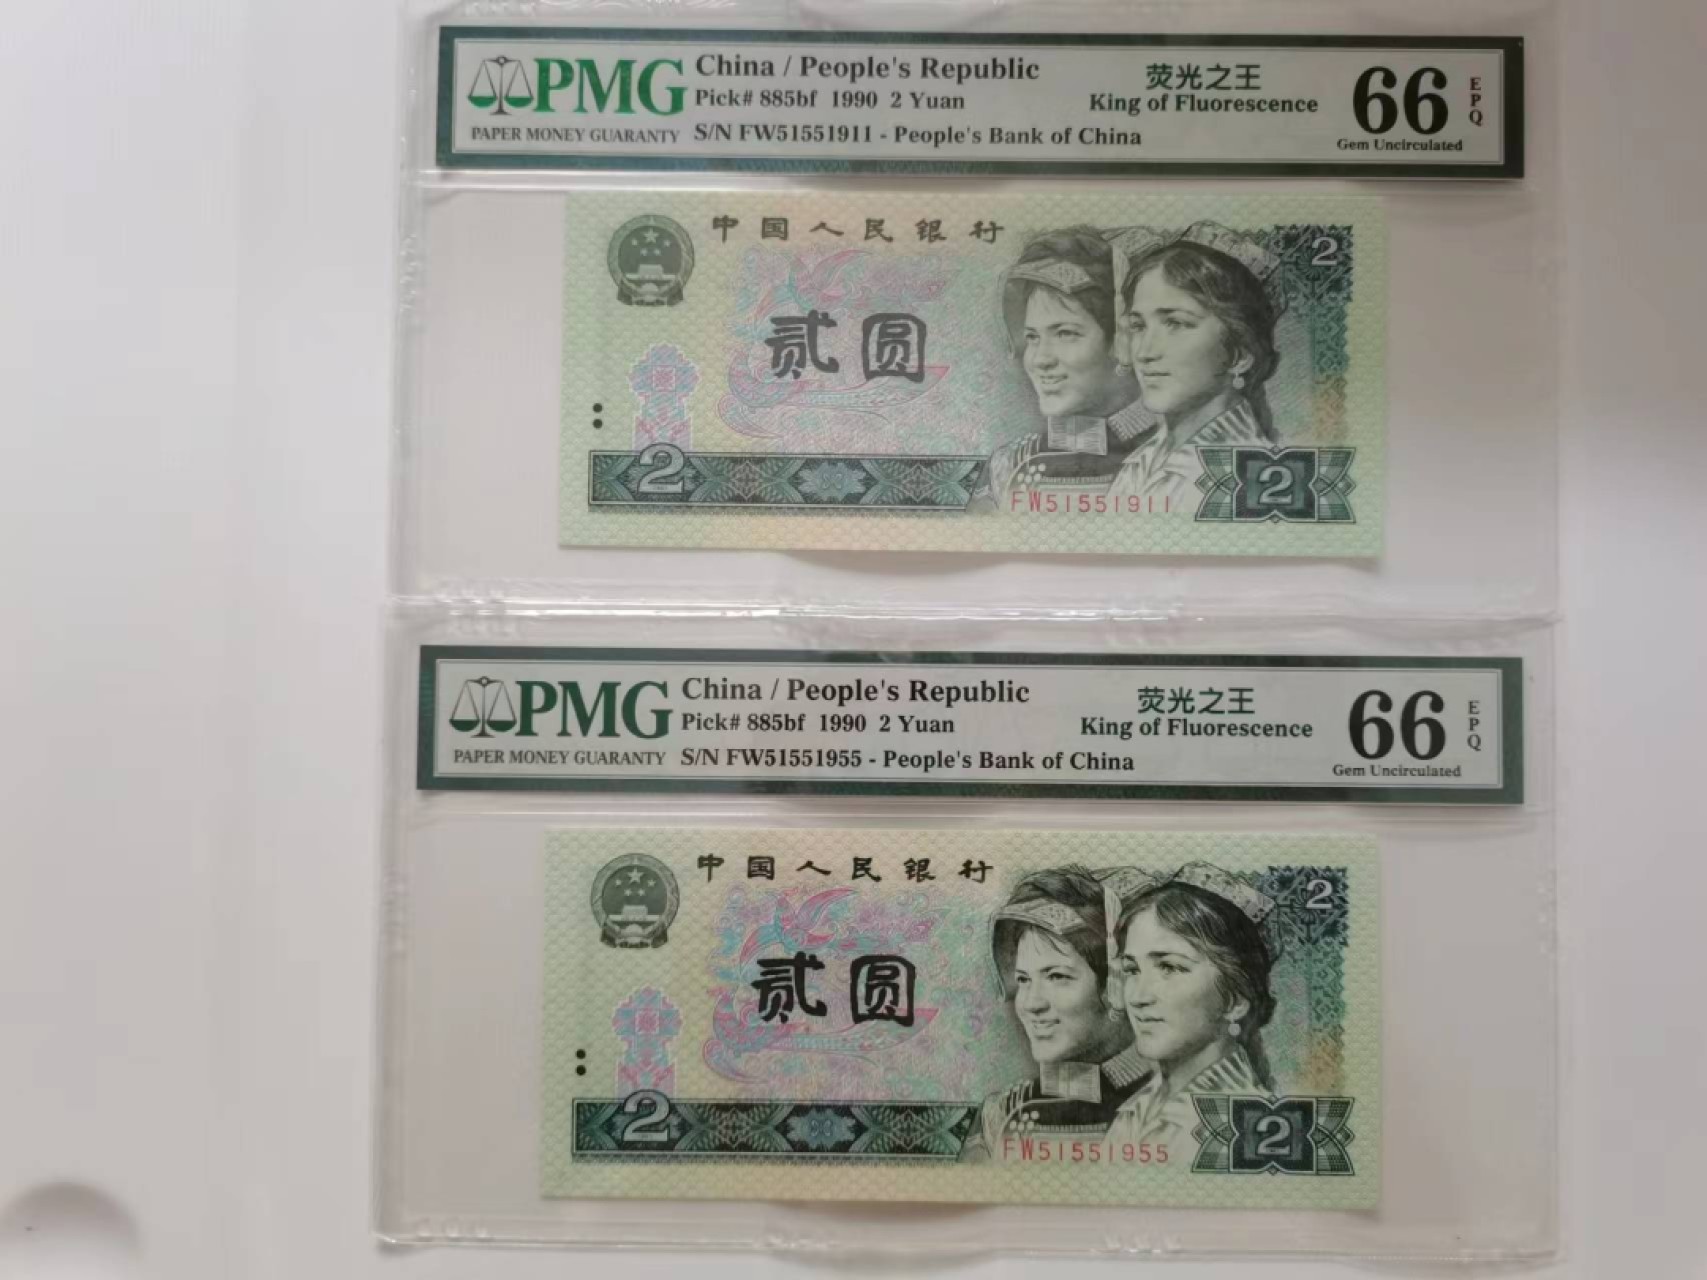 PMG
PAPER MONEY GUARANTY
China / People's Republic
Pick# 885bf 1990 2 Yuan
S/N FW51551911 - People's Bank of China
荧光之王
King of Fluorescence
66
EPQ
Gem Uncirculated
中国人民银行
2
贰圆
2
FW51551911
2
PMG
PAPER MONEY GUARANTY
China / People's Republic
Pick# 885bf 1990 2 Yuan
S/N FW51551955 - People's Bank of China
荧光之王
King of Fluorescence
66
EPQ
Gem Uncirculated
中国人民银行
2
贰圆
2
FW51551955
2